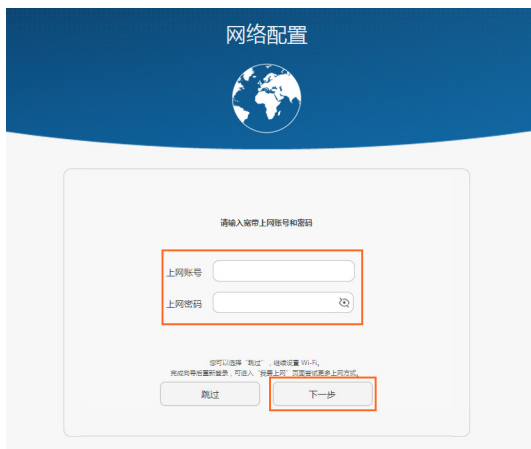 网络配置
请输入宽带上网账号和密码
上网账号
上网密码
您可以选择“跳过”，继续设置 Wi-Fi。
完成向导后重新登录，可进入“我要上网”页面尝试更多上网方式。
跳过
下一步